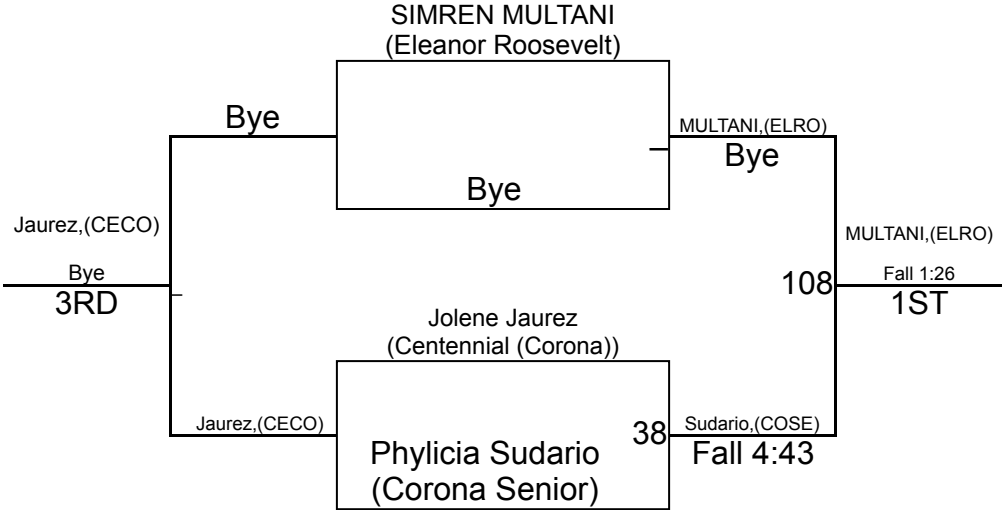 SIMREN MULTANI
(Eleanor Roosevelt)
Bye
MULTANI,(ELRO)
Bye
Bye
Jaurez,(CECO)
MULTANI,(ELRO)
Bye
3RD
108
Fall 1:26
1ST
Jolene Jaurez
(Centennial (Corona))
Jaurez,(CECO)
38
Sudario,(COSE)
Phylicia Sudario
Fall 4:43
(Corona Senior)